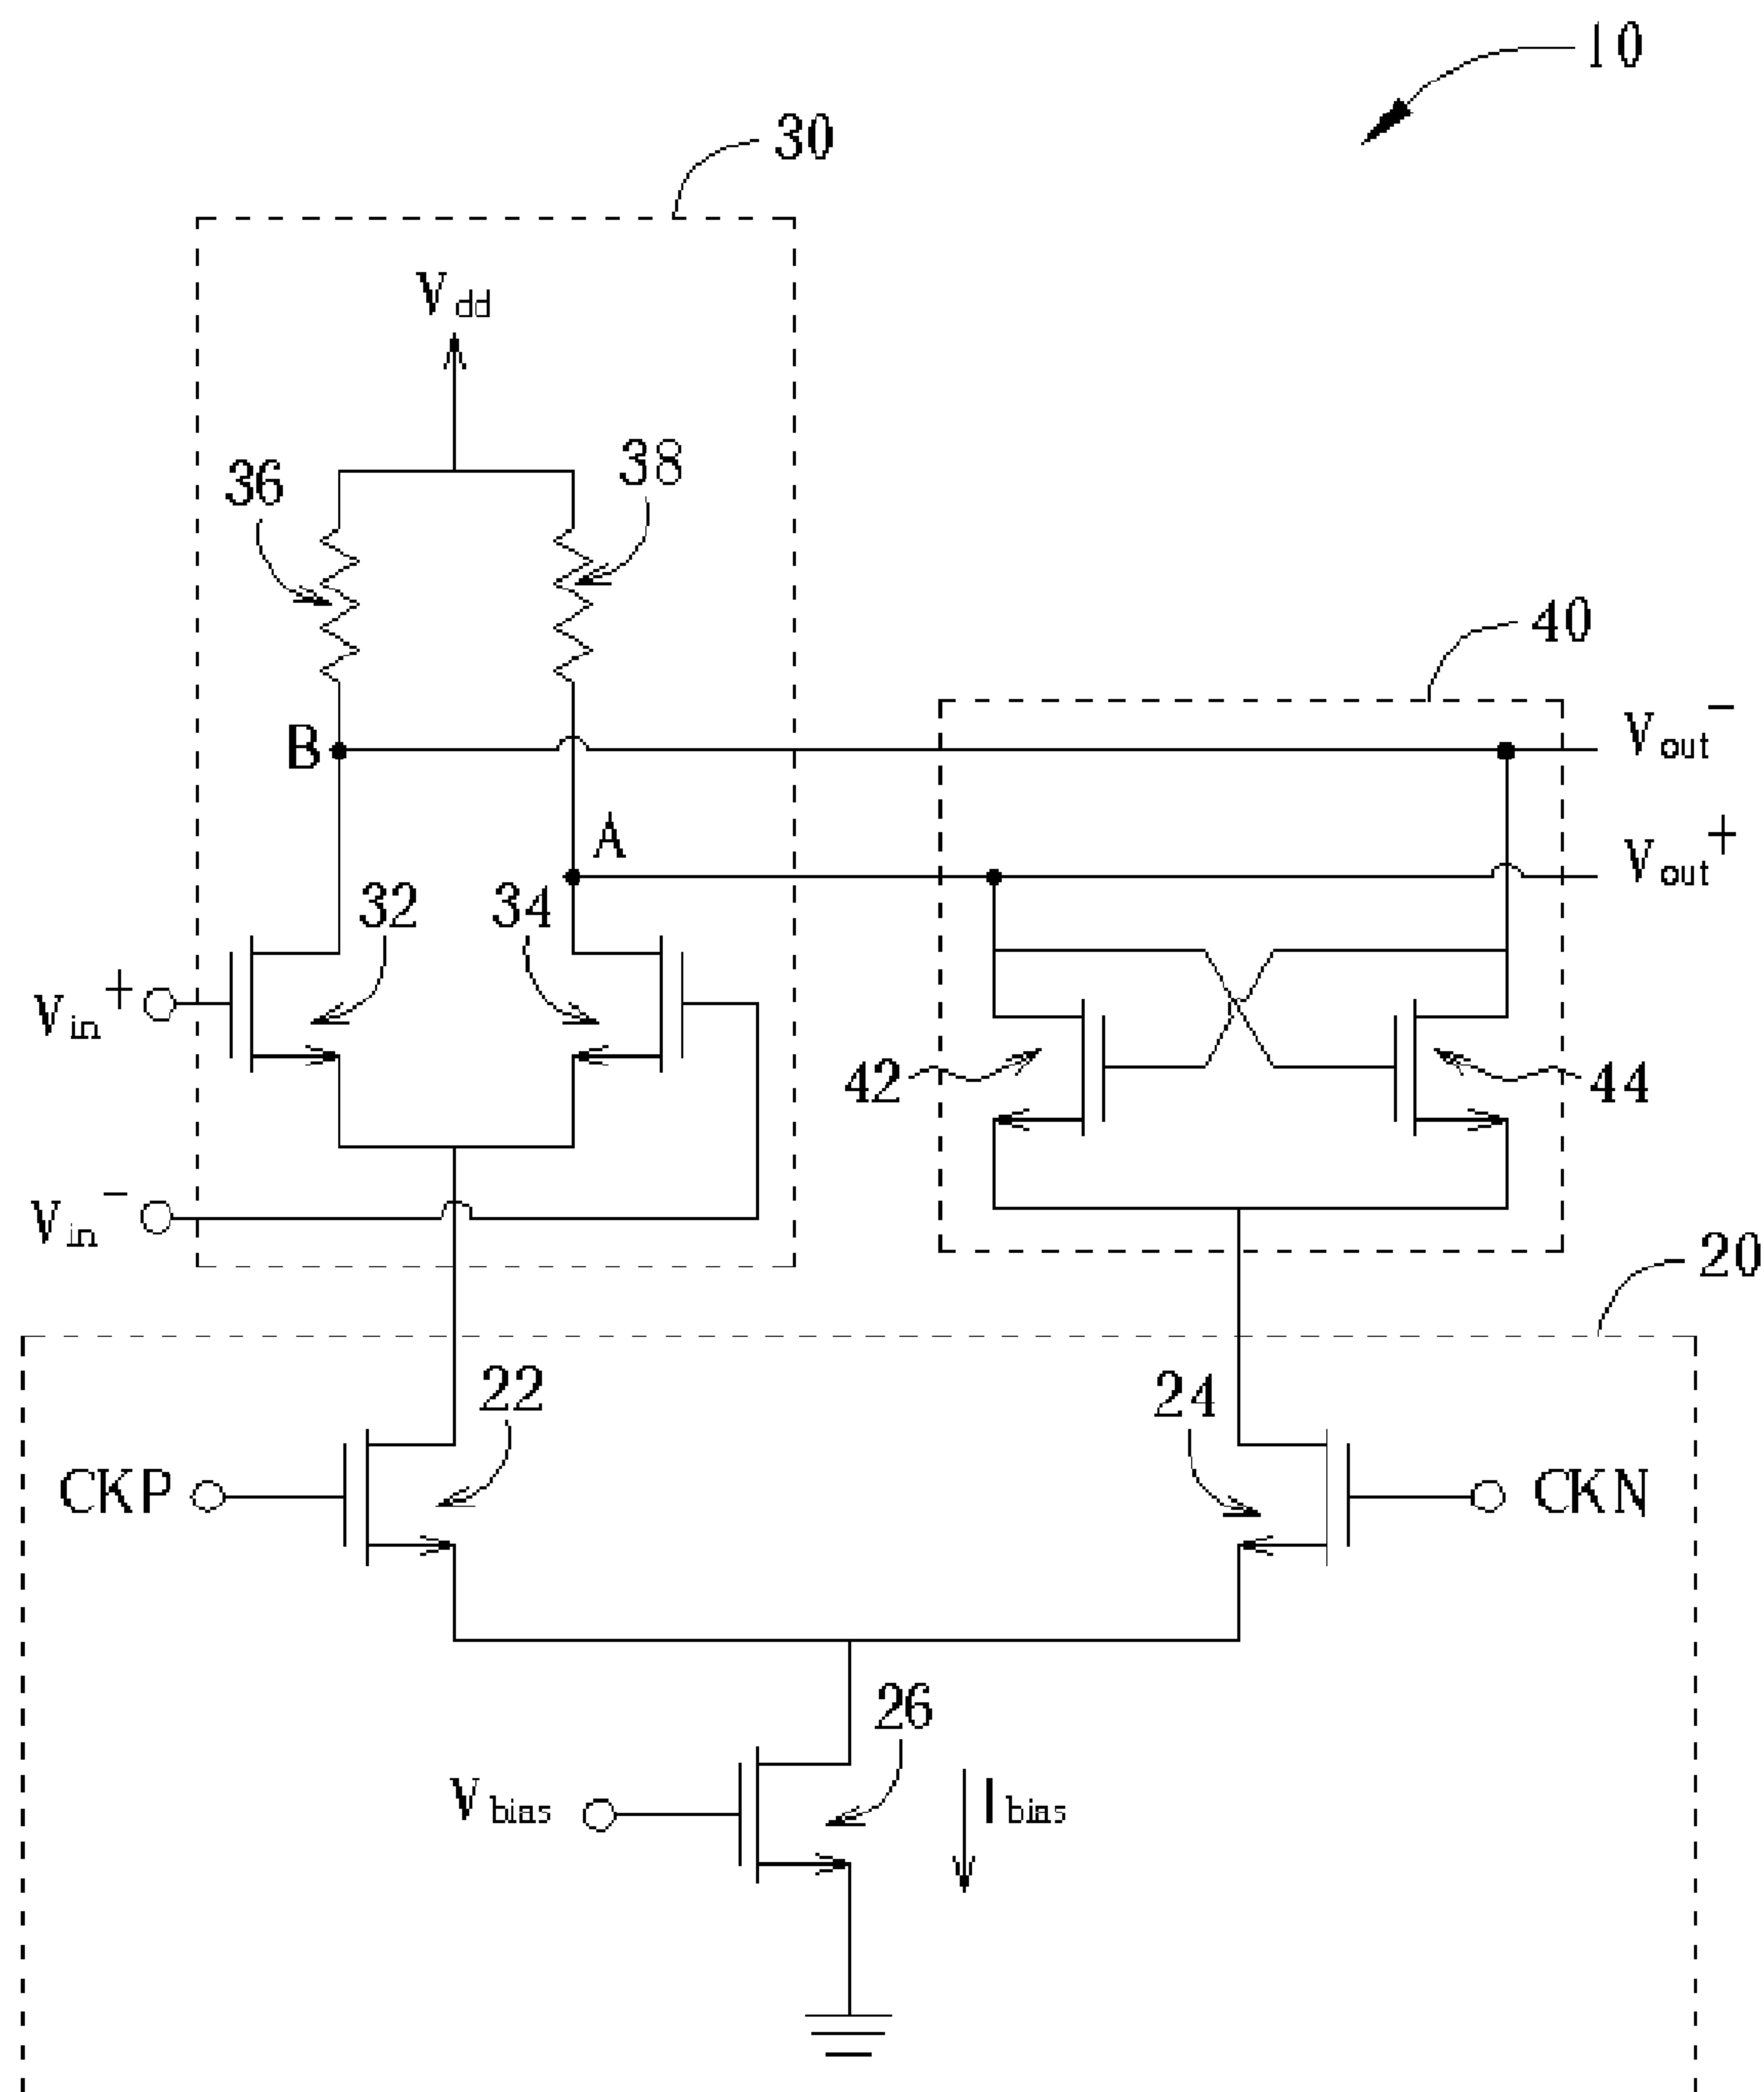 10
30
Vdd
36
38
40
B
Vout-
A
Vout+
32
34
Vin+
42
44
Vin-
20
22
24
CKP
CKN
26
Vbias
Ibias